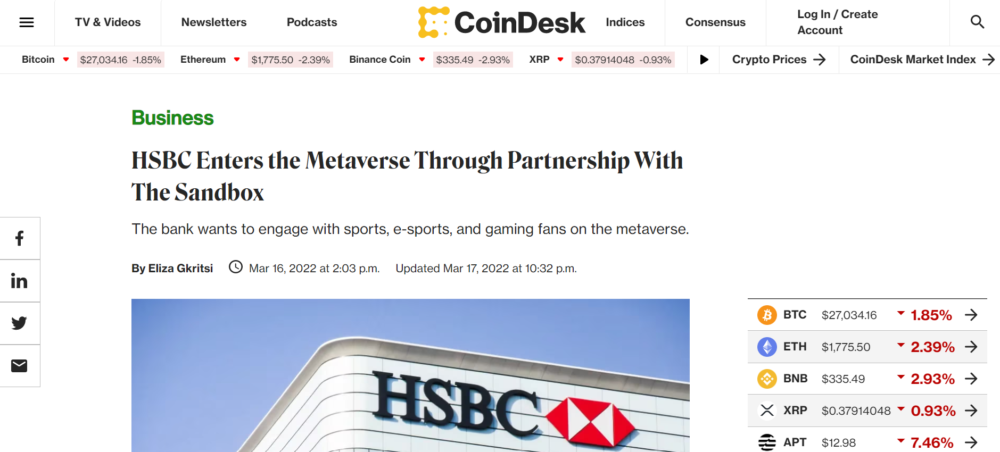 TV & Videos
Newsletters
Podcasts
CoinDesk
Indices
Consensus
Log In / Create
Account
Bitcoin $27,034.16 -1.85%
Ethereum $1,775.50 -2.39%
Binance Coin $335.49 -2.93%
XRP $0.37914048 -0.93%
Crypto Prices
CoinDesk Market Index
Business
HSBC Enters the Metaverse Through Partnership With
The Sandbox
The bank wants to engage with sports, e-sports, and gaming fans on the metaverse.
By Eliza Gkritsi Mar 16, 2022 at 2:03 p.m. Updated Mar 17, 2022 at 10:32 p.m.
HSBC
BTC $27,034.16 1.85%
ETH $1,775.50 2.39%
BNB $335.49 2.93%
XRP $0.37914048 0.93%
APT $12.98 7.46%